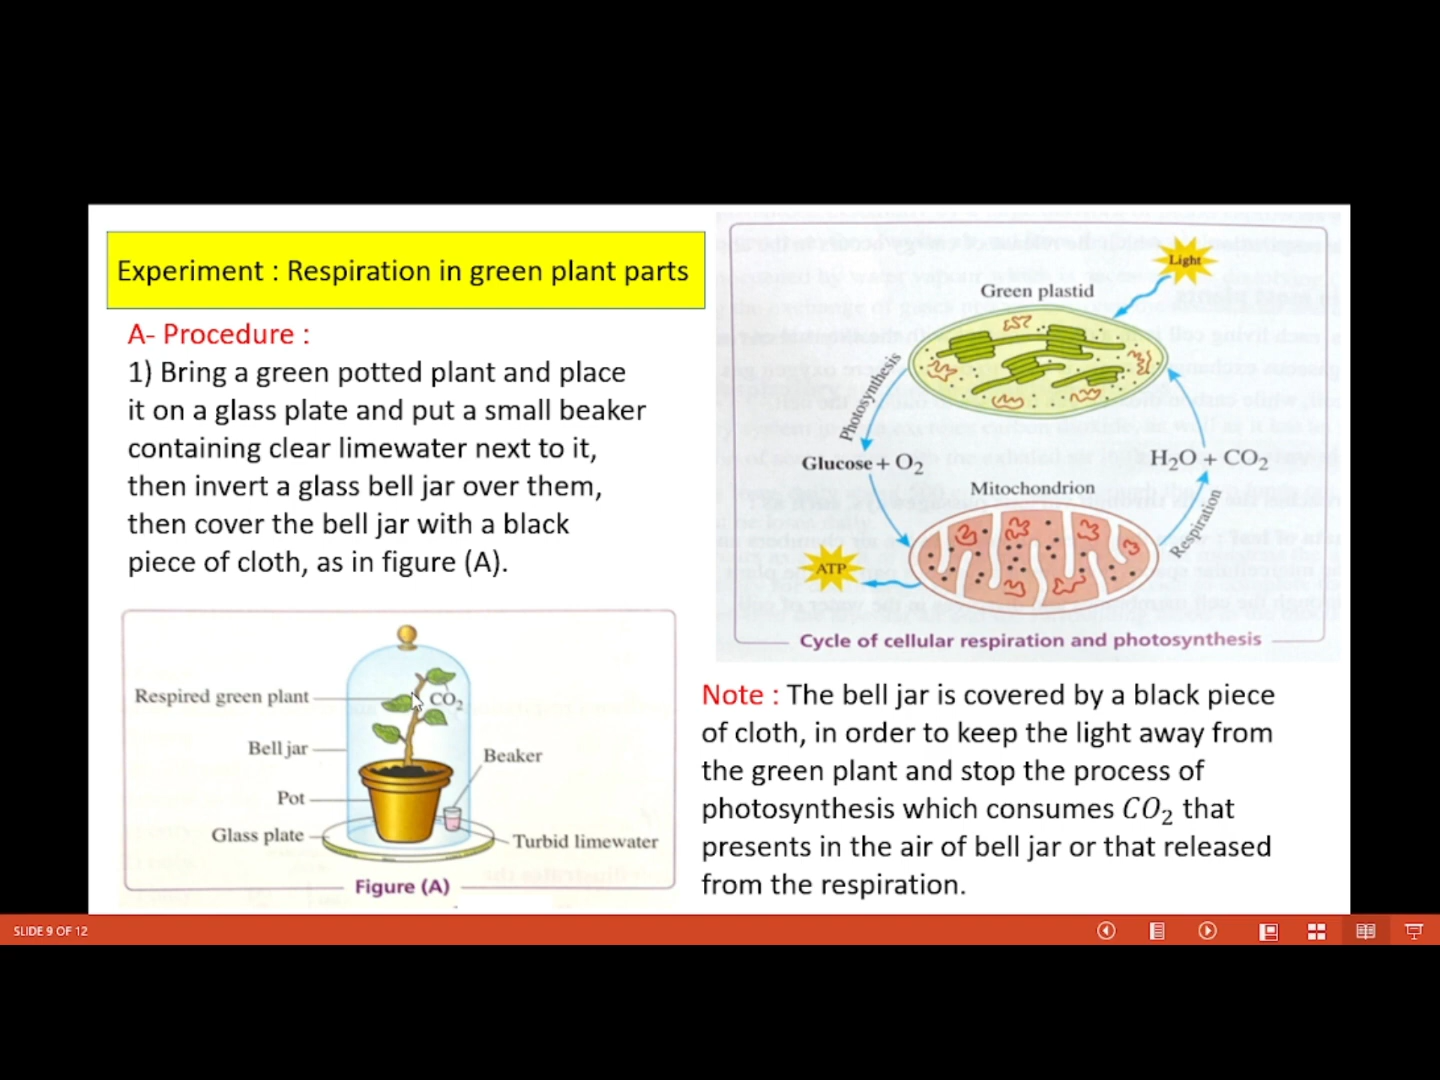 Experiment : Respiration in green plant parts
A- Procedure :
1) Bring a green potted plant and place
it on a glass plate and put a small beaker
containing clear limewater next to it,
then invert a glass bell jar over them,
then cover the bell jar with a black
piece of cloth, as in figure (A).
Respired green plant
CO₂
Bell jar
Beaker
Pot
Glass plate
Turbid limewater
Figure (A)
Light
Green plastid
Photosynthesis
Glucose + O₂
H₂O + CO₂
Mitochondrion
Respiration
ATP
Cycle of cellular respiration and photosynthesis
Note : The bell jar is covered by a black piece
of cloth, in order to keep the light away from
the green plant and stop the process of
photosynthesis which consumes CO₂ that
presents in the air of bell jar or that released
from the respiration.
SLIDE 9 OF 12